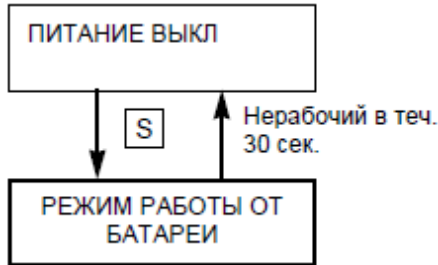 ПИТАНИЕ ВЫКЛ
S
Нерабочий в теч.
30 сек.
РЕЖИМ РАБОТЫ ОТ
БАТАРЕИ